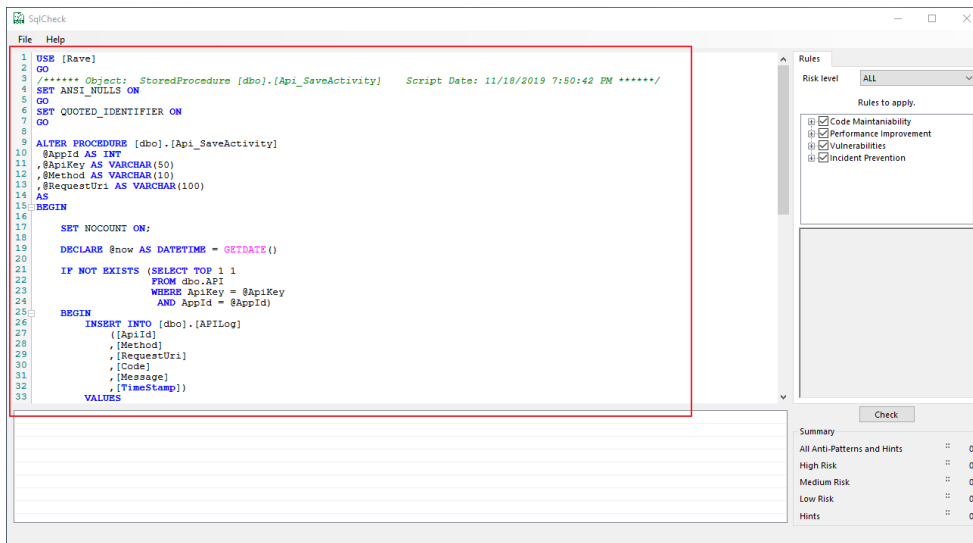 SqlCheck
File Help
1 USE [Rave]
2 GO
3 /****** Object: StoredProcedure [dbo].[Api_SaveActivity] Script Date: 11/18/2019 7:50:42 PM ******/
4 SET ANSI_NULLS ON
5 GO
6 SET QUOTED_IDENTIFIER ON
7 GO
8
9 ALTER PROCEDURE [dbo].[Api_SaveActivity]
10 @AppId AS INT
11 ,@ApiKey AS VARCHAR(50)
12 ,@Method AS VARCHAR(10)
13 ,@RequestUri AS VARCHAR(100)
14 AS
15 BEGIN
16
17 SET NOCOUNT ON;
18
19 DECLARE @now AS DATETIME = GETDATE()
20
21 IF NOT EXISTS (SELECT TOP 1 1
22 FROM dbo.API
23 WHERE ApiKey = @ApiKey
24 AND AppId = @AppId)
25 BEGIN
26 INSERT INTO [dbo].[APILog]
27 ([ApiId]
28 ,[Method]
29 ,[RequestUri]
30 ,[Code]
31 ,[Message]
32 ,[TimeStamp])
33 VALUES
Rules
Risk level ALL
Rules to apply.
Code Maintaniability
Performance Improvement
Vulnerabilities
Incident Prevention
Check
Summary
All Anti-Patterns and Hints :: 0
High Risk :: 0
Medium Risk :: 0
Low Risk :: 0
Hints :: 0